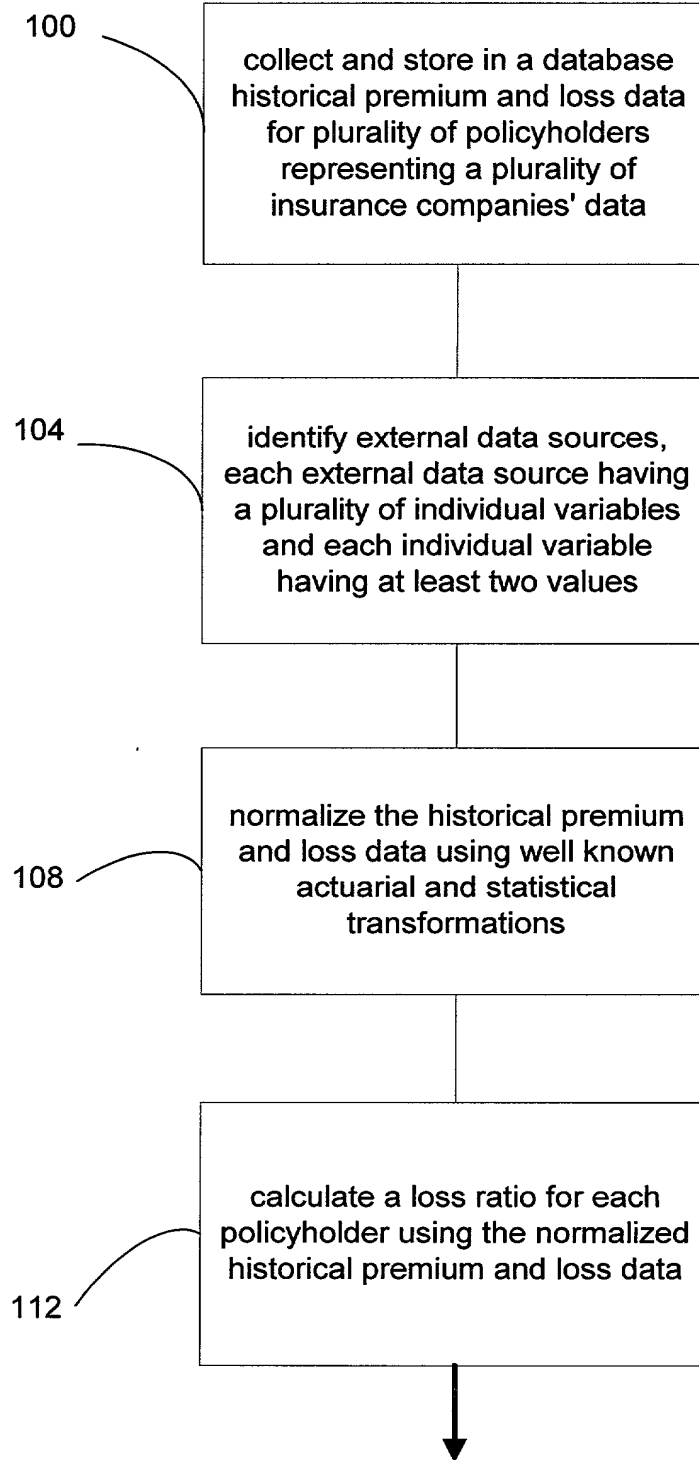 100
collect and store in a database
historical premium and loss data
for plurality of policyholders
representing a plurality of
insurance companies' data
104
identify external data sources,
each external data source having
a plurality of individual variables
and each individual variable
having at least two values
108
normalize the historical premium
and loss data using well known
actuarial and statistical
transformations
112
calculate a loss ratio for each
policyholder using the normalized
historical premium and loss data